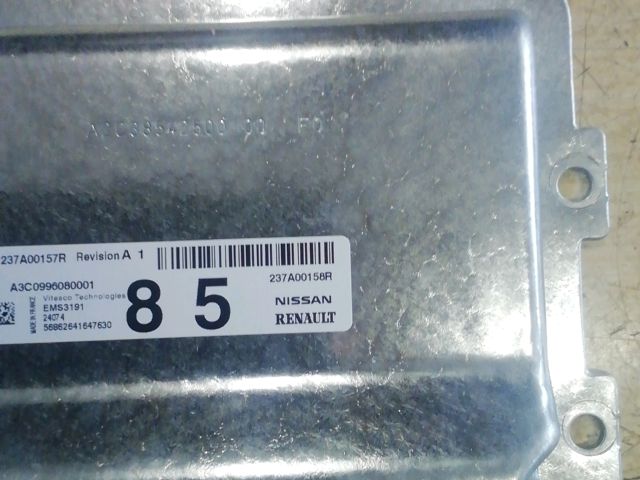 A2C38542500 00 F0
237A00157R Revision A 1
237A00158R
A3C0996080001
Vitesco Technologies
EMS3191
24074
56862641647630
MADE IN FRANCE
8 5
NISSAN
RENAULT